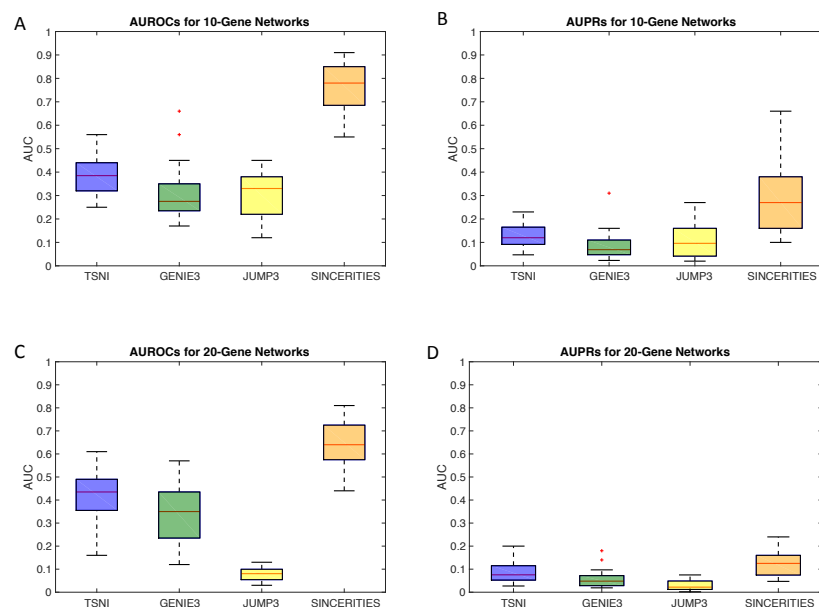 A
AUROCs for 10-Gene Networks
1
0.9
0.8
0.7
0.6
0.5
0.4
0.3
0.2
0.1
0
AUC
TSNI GENIE3 JUMP3 SINCERITIES
B
AUPRs for 10-Gene Networks
1
0.9
0.8
0.7
0.6
0.5
0.4
0.3
0.2
0.1
0
AUC
TSNI GENIE3 JUMP3 SINCERITIES
C
AUROCs for 20-Gene Networks
1
0.9
0.8
0.7
0.6
0.5
0.4
0.3
0.2
0.1
0
AUC
TSNI GENIE3 JUMP3 SINCERITIES
D
AUPRs for 20-Gene Networks
1
0.9
0.8
0.7
0.6
0.5
0.4
0.3
0.2
0.1
0
AUC
TSNI GENIE3 JUMP3 SINCERITIES